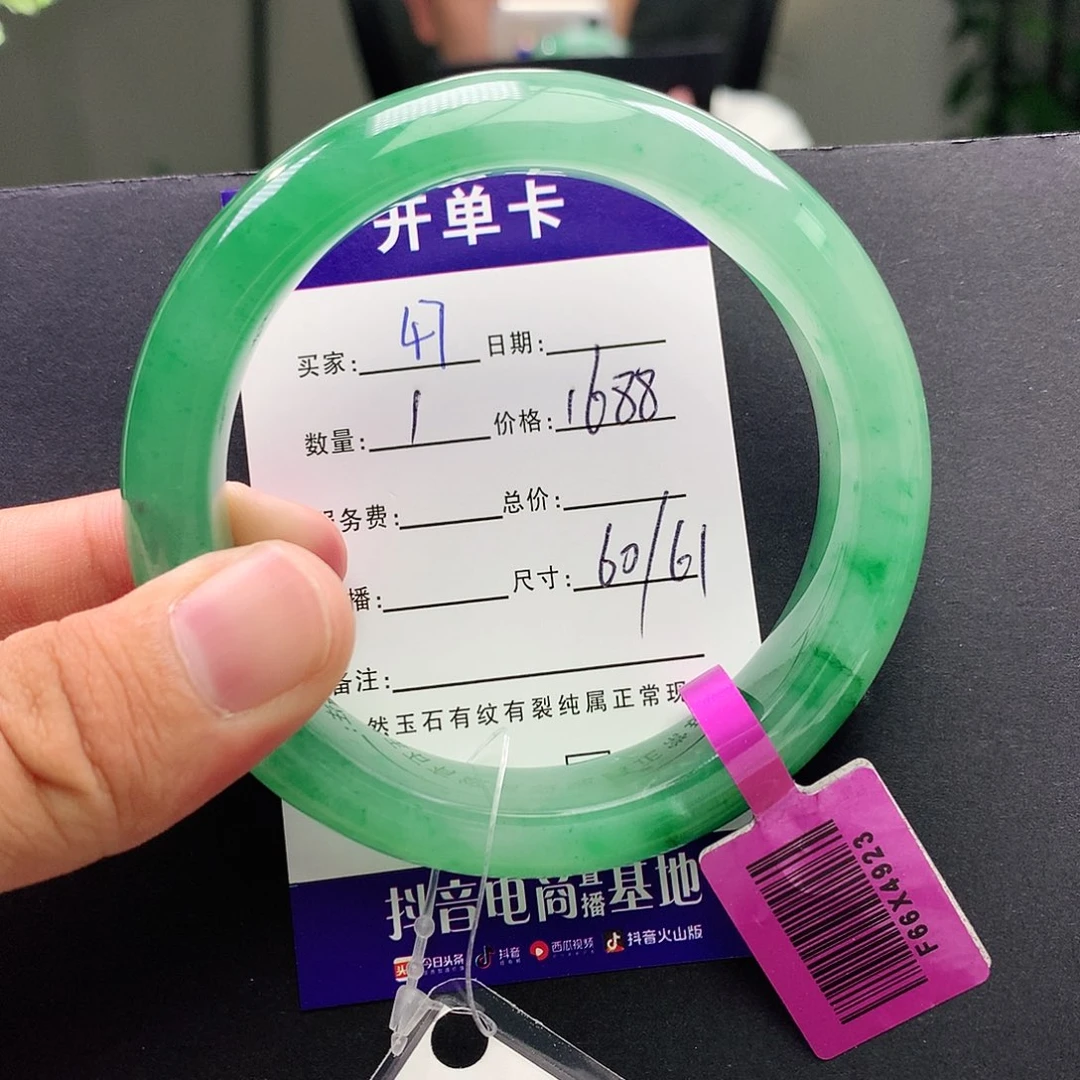 开单卡
买家: 47 日期:
数量: 1 价格: 1688
务费: 总价:
播: 尺寸: 60/61
备注:
然玉石有纹有裂纯属正常现
抖音电商直播基地
今日头条 抖音 西瓜视频 抖音火山版
F66X4923